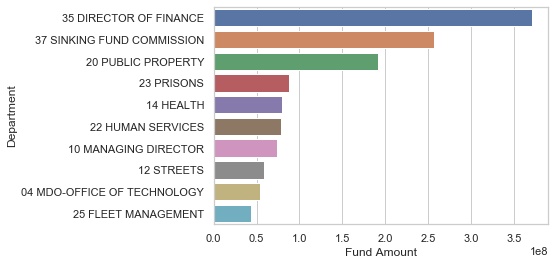 35 DIRECTOR OF FINANCE
37 SINKING FUND COMMISSION
20 PUBLIC PROPERTY
23 PRISONS
14 HEALTH
22 HUMAN SERVICES
10 MANAGING DIRECTOR
12 STREETS
04 MDO-OFFICE OF TECHNOLOGY
25 FLEET MANAGEMENT
Department
0.0 0.5 1.0 1.5 2.0 2.5 3.0 3.5
Fund Amount
1e8